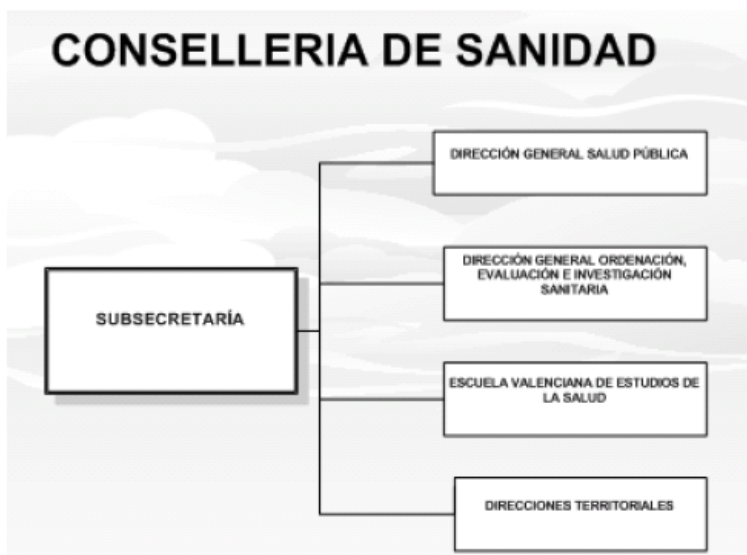 CONSELLERIA DE SANIDAD
DIRECCIÓN GENERAL SALUD PÚBLICA
DIRECCIÓN GENERAL ORDENACIÓN,
EVALUACIÓN E INVESTIGACIÓN
SANITARIA
SUBSECRETARÍA
ESCUELA VALENCIANA DE ESTUDIOS DE
LA SALUD
DIRECCIONES TERRITORIALES